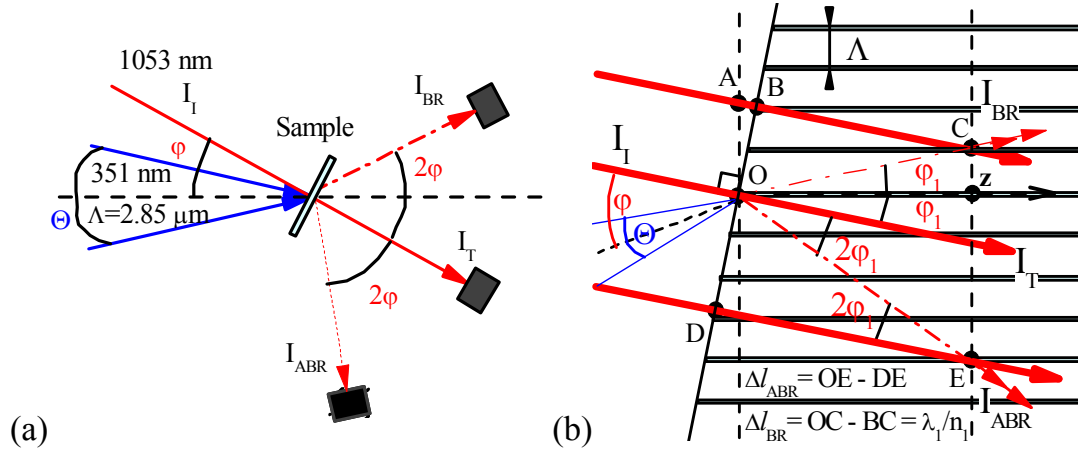 1053 nm
I_I
φ
351 nm
Θ
Λ=2.85 μm
Sample
I_BR
2φ
I_T
2φ
I_ABR
(a)
A
B
Λ
I_BR
C
I_I
O
φ
Θ
φ_1
z
φ_1
2φ_1
I_T
2φ_1
D
E
Δl_ABR = OE - DE
I_ABR
Δl_BR = OC - BC = λ_1/n_1
(b)